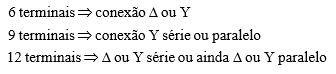 6 terminais ⇒ conexão Δ ou Y
9 terminais ⇒ conexão Y série ou paralelo
12 terminais ⇒ Δ ou Y série ou ainda Δ ou Y paralelo